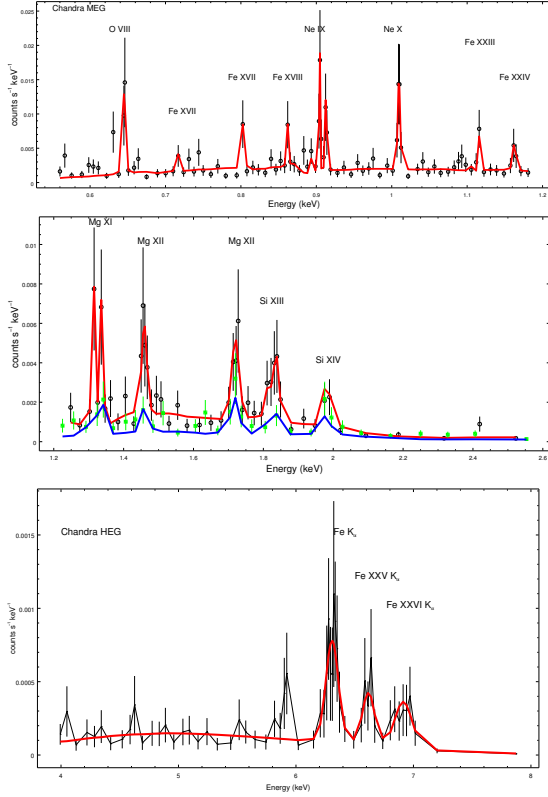 Chandra MEG
O VIII
Fe XVII
Fe XVII
Fe XVIII
Ne IX
Ne X
Fe XXIII
Fe XXIV
counts s⁻¹ keV⁻¹
0.025
0.02
0.015
0.01
0.005
0
0.6 0.7 0.8 0.9 1 1.1 1.2
Energy (keV)
Mg XI
Mg XII
Mg XII
Si XIII
Si XIV
counts s⁻¹ keV⁻¹
0.01
0.008
0.006
0.004
0.002
0
1.2 1.4 1.6 1.8 2 2.2 2.4 2.6
Energy (keV)
Chandra HEG
Fe Kα
Fe XXV Kα
Fe XXVI Kα
counts s⁻¹ keV⁻¹
0.0015
0.001
0.0005
0
4 5 6 7 8
Energy (keV)